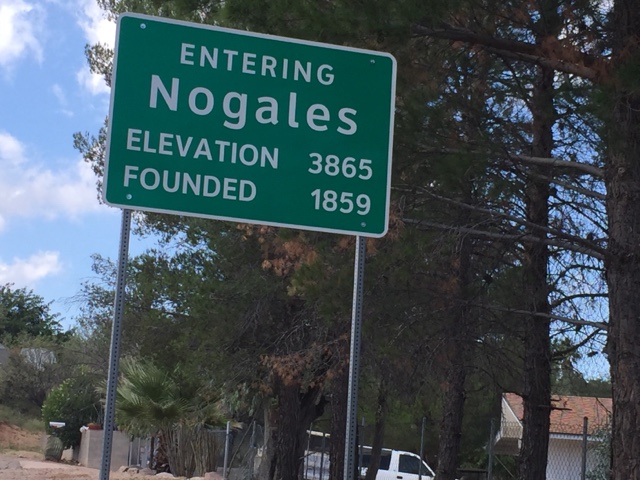 ENTERING
Nogales
ELEVATION 3865
FOUNDED 1859